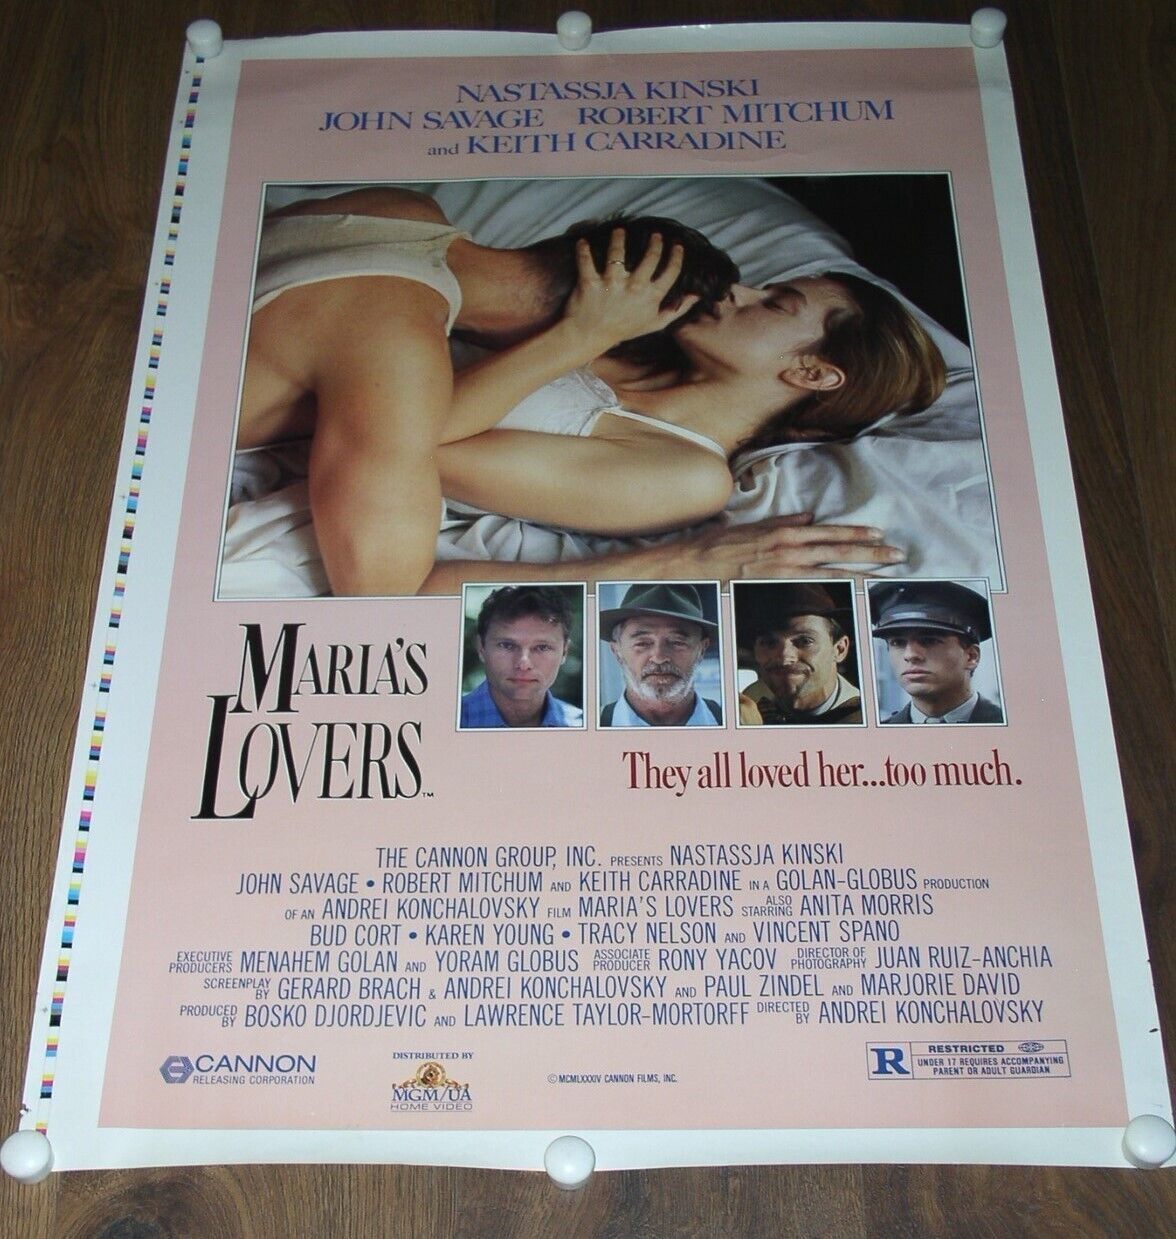 NASTASSJA KINSKI
JOHN SAVAGE ROBERT MITCHUM
and KEITH CARRADINE
MARIA'S
LOVERS™
They all loved her...too much.
THE CANNON GROUP, INC. PRESENTS NASTASSJA KINSKI
JOHN SAVAGE • ROBERT MITCHUM AND KEITH CARRADINE IN A GOLAN-GLOBUS PRODUCTION
OF AN ANDREI KONCHALOVSKY FILM MARIA'S LOVERS ALSO STARRING ANITA MORRIS
BUD CORT • KAREN YOUNG • TRACY NELSON AND VINCENT SPANO
EXECUTIVE PRODUCERS MENAHEM GOLAN AND YORAM GLOBUS ASSOCIATE PRODUCER RONY YACOV DIRECTOR OF PHOTOGRAPHY JUAN RUIZ-ANCHIA
SCREENPLAY BY GERARD BRACH & ANDREI KONCHALOVSKY AND PAUL ZINDEL AND MARJORIE DAVID
PRODUCED BY BOSKO DJORDJEVIC AND LAWRENCE TAYLOR-MORTORFF DIRECTED BY ANDREI KONCHALOVSKY
CANNON
RELEASING CORPORATION
DISTRIBUTED BY
MGM/UA
HOME VIDEO
©MCMLXXXIV CANNON FILMS, INC.
R RESTRICTED
UNDER 17 REQUIRES ACCOMPANYING
PARENT OR ADULT GUARDIAN